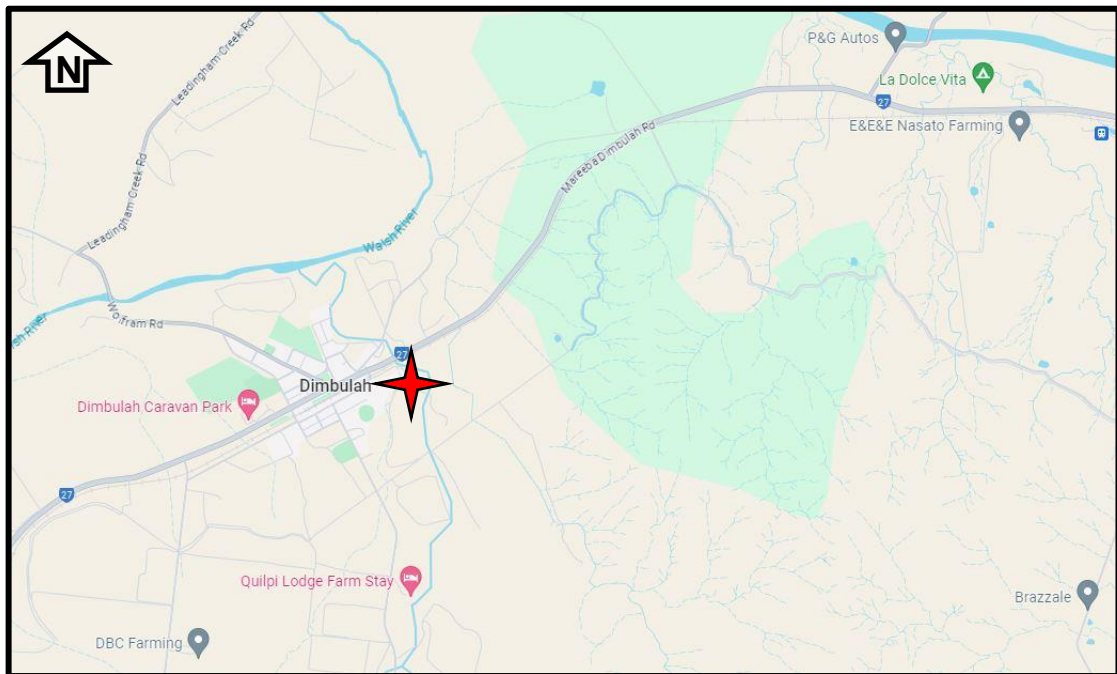 N
Leadingham Creek Rd
P&G Autos
La Dolce Vita
27
E&E&E Nasato Farming
Mareeba Dimbulah Rd
Leadingham Creek Rd
Walsh River
Wolfram Rd
sh River
27
Dimbulah
Dimbulah Caravan Park
27
Quilpi Lodge Farm Stay
Brazzale
DBC Farming